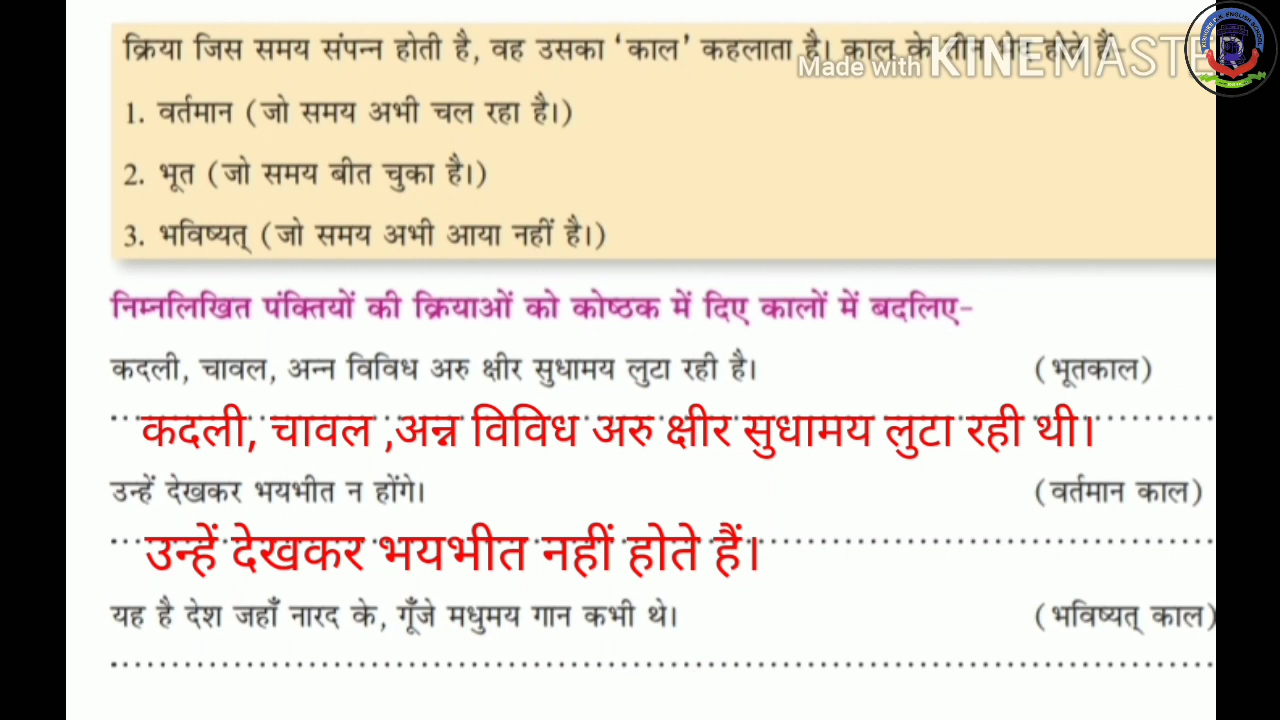 क्रिया जिस समय संपन्न होती है, वह उसका ‘काल’ कहलाता है। काल के तीन भेद होते हैं-
Made with KINEMASTER
1. वर्तमान (जो समय अभी चल रहा है।)
2. भूत (जो समय बीत चुका है।)
3. भविष्यत् (जो समय अभी आया नहीं है।)
निम्नलिखित पंक्तियों की क्रियाओं को कोष्ठक में दिए कालों में बदलिए-
कदली, चावल, अन्न विविध अरु क्षीर सुधामय लुटा रही है। (भूतकाल)
कदली, चावल ,अन्न विविध अरु क्षीर सुधामय लुटा रही थी।
उन्हें देखकर भयभीत न होंगे। (वर्तमान काल)
उन्हें देखकर भयभीत नहीं होते हैं।
यह है देश जहाँ नारद के, गूँजे मधुमय गान कभी थे। (भविष्यत् काल)